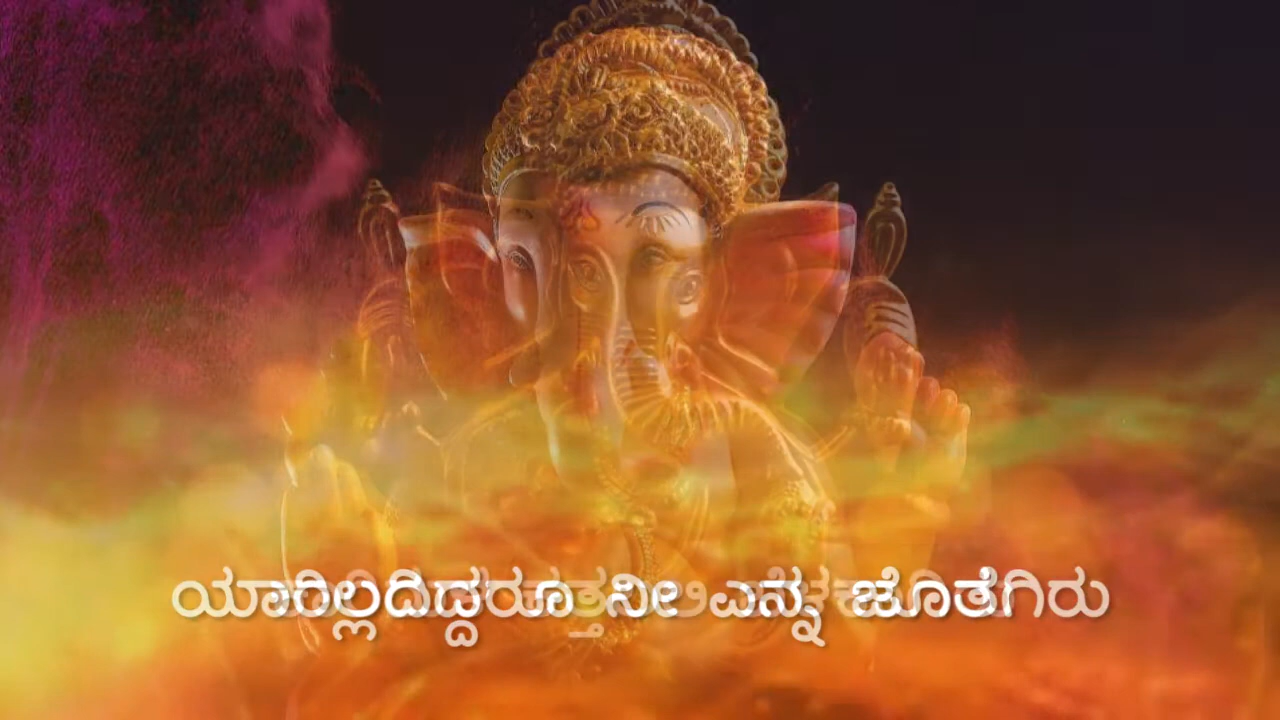 ಯಾರಿಲ್ಲದಿದ್ದರೂ ನೀ ಎನ್ನ ಜೊತೆಗಿರು